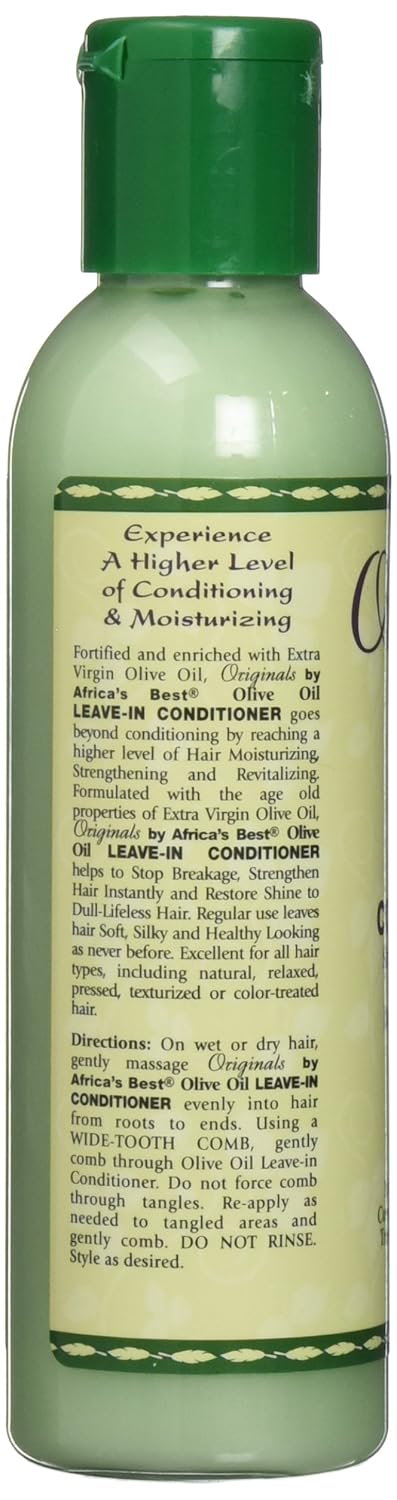 Experience
A Higher Level
of Conditioning
& Moisturizing
Fortified and enriched with Extra
Virgin Olive Oil, Originals by
Africa's Best® Olive Oil
LEAVE-IN CONDITIONER goes
beyond conditioning by reaching a
higher level of Hair Moisturizing,
Strengthening and Revitalizing.
Formulated with the age old
properties of Extra Virgin Olive Oil,
Originals by Africa's Best® Olive
Oil LEAVE-IN CONDITIONER
helps to Stop Breakage, Strengthen
Hair Instantly and Restore Shine to
Dull-Lifeless Hair. Regular use leaves
hair Soft, Silky and Healthy Looking
as never before. Excellent for all hair
types, including natural, relaxed,
pressed, texturized or color-treated
hair.
Directions: On wet or dry hair,
gently massage Originals by
Africa's Best® Olive Oil LEAVE-IN
CONDITIONER evenly into hair
from roots to ends. Using a
WIDE-TOOTH COMB, gently
comb through Olive Oil Leave-in
Conditioner. Do not force comb
through tangles. Re-apply as
needed to tangled areas and
gently comb. DO NOT RINSE.
Style as desired.